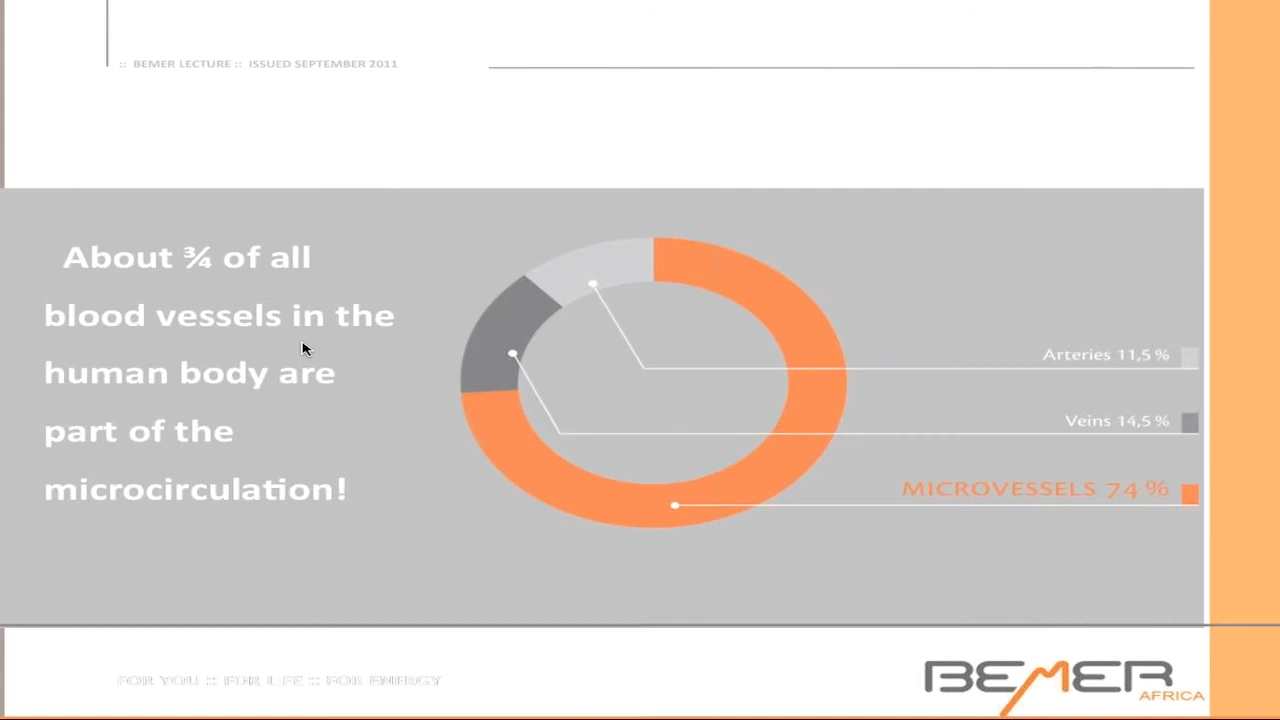 :: BEMER LECTURE :: ISSUED SEPTEMBER 2011
About ¾ of all
blood vessels in the
human body are
part of the
microcirculation!
Arteries 11,5 %
Veins 14,5 %
MICROVESSELS 74 %
FOR YOU :: FOR LIFE :: FOR ENERGY
BEMER
AFRICA